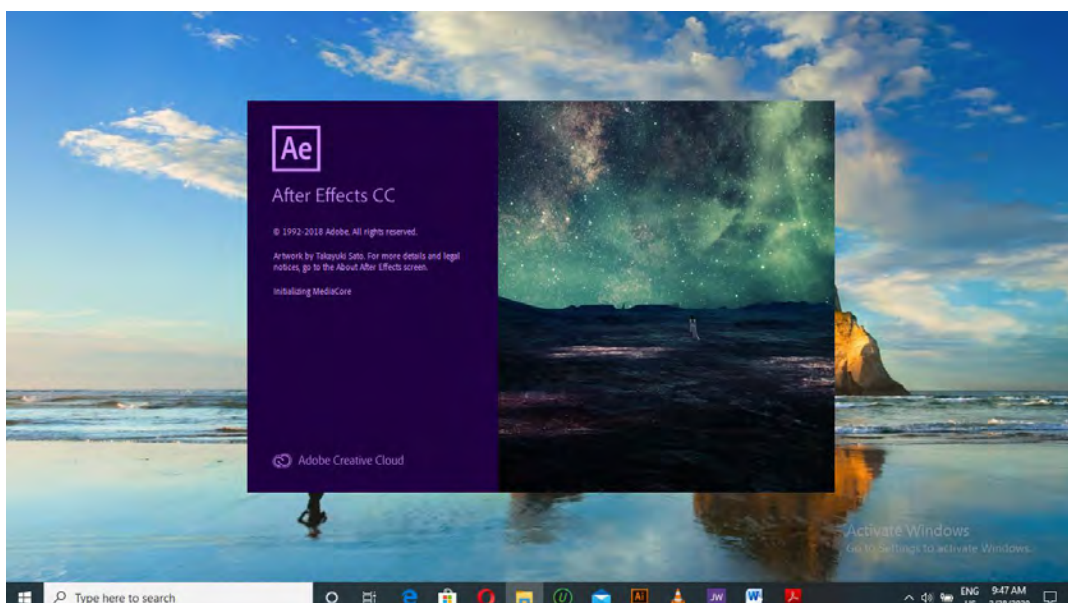 Ae
After Effects CC
© 1992-2018 Adobe. All rights reserved.
Artwork by Takayuki Sato. For more details and legal
notices, go to the About After Effects screen.
Initializing MediaCore
Adobe Creative Cloud
Activate Windows
Go to Settings to activate Windows.
Type here to search
Ai
JW
W
ENG
9:47 AM